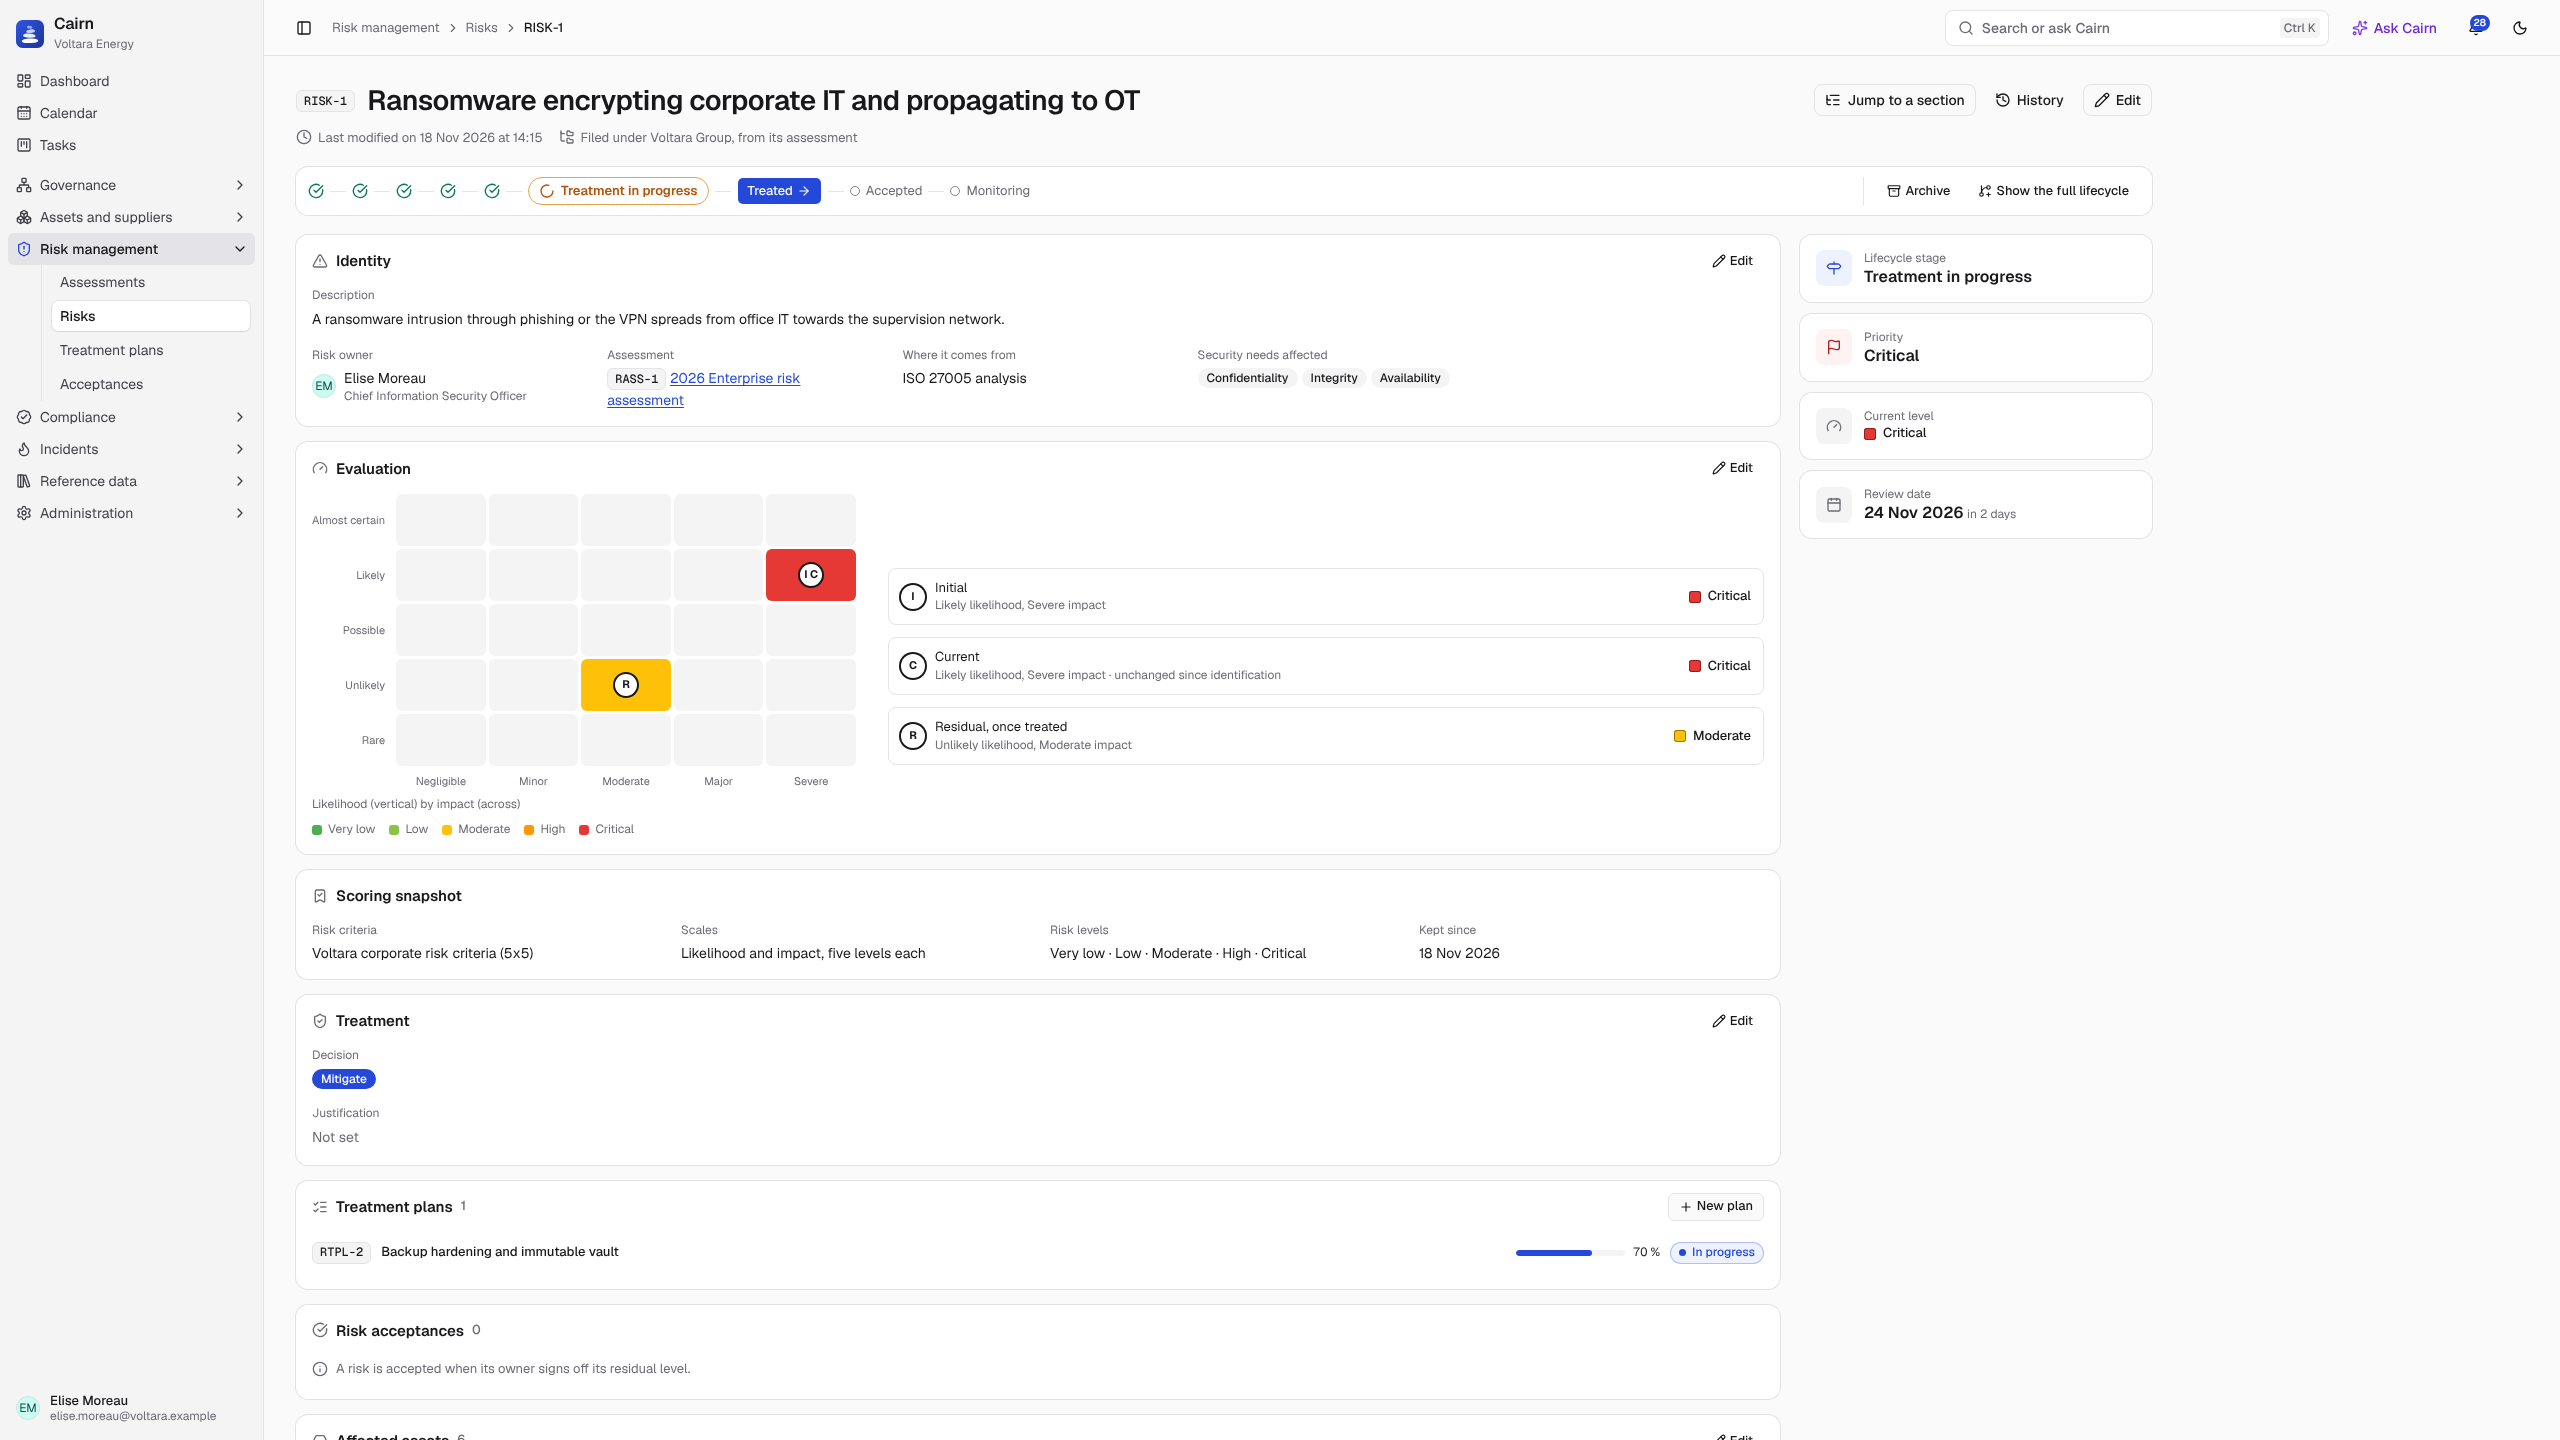 Cairn
Voltara Energy
Dashboard
Calendar
Tasks
Governance
Assets and suppliers
Risk management
Assessments
Risks
Treatment plans
Acceptances
Compliance
Incidents
Reference data
Administration
EM
Elise Moreau
elise.moreau@voltara.example
Risk management > Risks > RISK-1
Search or ask Cairn Ctrl K
Ask Cairn
28
RISK-1 Ransomware encrypting corporate IT and propagating to OT
Jump to a section
History
Edit
Last modified on 18 Nov 2026 at 14:15 Filed under Voltara Group, from its assessment
Treatment in progress
Treated
Accepted
Monitoring
Archive
Show the full lifecycle
Identity
Edit
Description
A ransomware intrusion through phishing or the VPN spreads from office IT towards the supervision network.
Risk owner
EM
Elise Moreau
Chief Information Security Officer
Assessment
RASS-1 2026 Enterprise risk
assessment
Where it comes from
ISO 27005 analysis
Security needs affected
Confidentiality Integrity Availability
Evaluation
Edit
Almost certain
Likely
I C
Possible
Unlikely
R
Rare
Negligible Minor Moderate Major Severe
Likelihood (vertical) by impact (across)
Very low Low Moderate High Critical
I
Initial
Likely likelihood, Severe impact
Critical
C
Current
Likely likelihood, Severe impact · unchanged since identification
Critical
R
Residual, once treated
Unlikely likelihood, Moderate impact
Moderate
Scoring snapshot
Risk criteria
Voltara corporate risk criteria (5x5)
Scales
Likelihood and impact, five levels each
Risk levels
Very low · Low · Moderate · High · Critical
Kept since
18 Nov 2026
Treatment
Edit
Decision
Mitigate
Justification
Not set
Treatment plans 1
New plan
RTPL-2 Backup hardening and immutable vault
70 % In progress
Risk acceptances 0
A risk is accepted when its owner signs off its residual level.
Affected assets 6
Edit
Lifecycle stage
Treatment in progress
Priority
Critical
Current level
Critical
Review date
24 Nov 2026 in 2 days